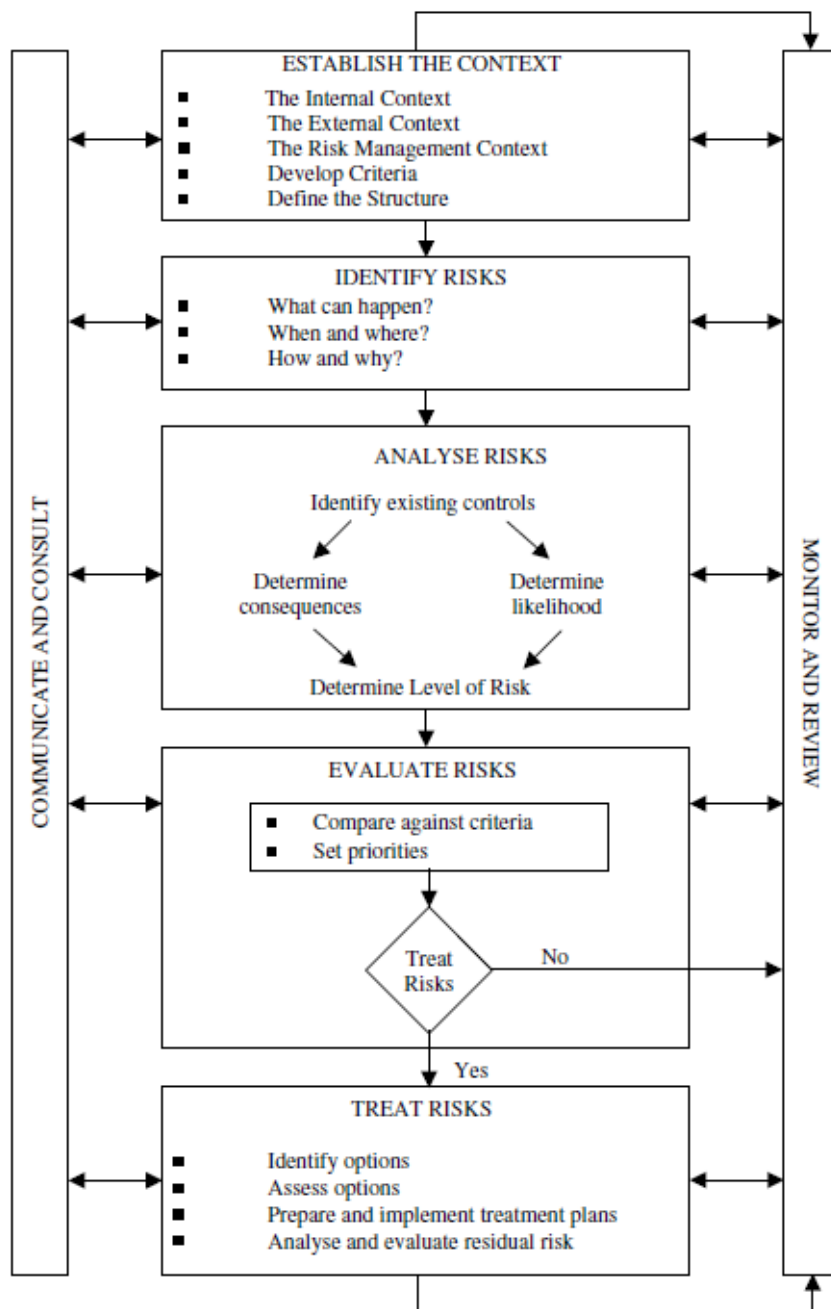 ESTABLISH THE CONTEXT
■ The Internal Context
■ The External Context
■ The Risk Management Context
■ Develop Criteria
■ Define the Structure
IDENTIFY RISKS
■ What can happen?
■ When and where?
■ How and why?
ANALYSE RISKS
Identify existing controls
Determine
consequences
Determine
likelihood
Determine Level of Risk
EVALUATE RISKS
■ Compare against criteria
■ Set priorities
Treat
Risks
No
Yes
TREAT RISKS
■ Identify options
■ Assess options
■ Prepare and implement treatment plans
■ Analyse and evaluate residual risk
COMMUNICATE AND CONSULT
MONITOR AND REVIEW